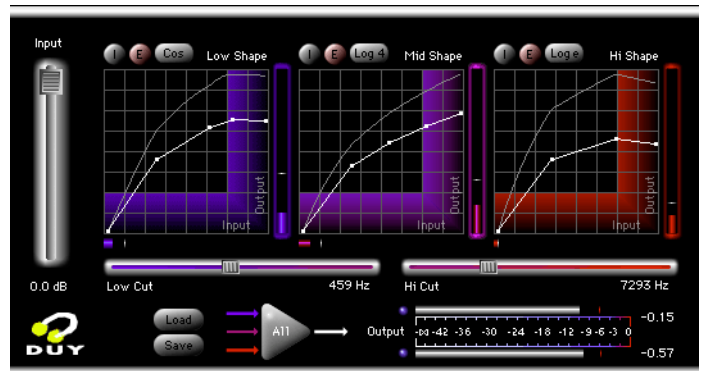 Input
I E Cos Low Shape
I E Log 4 Mid Shape
I E Log e Hi Shape
Output
Input
Output
Input
Output
Input
0.0 dB
Low Cut 459 Hz
Hi Cut 7293 Hz
Load
Save
All
Output
-42 -36 -30 -24 -18 -12 -9 -6 -3 0
-0.15
-0.57
DUY